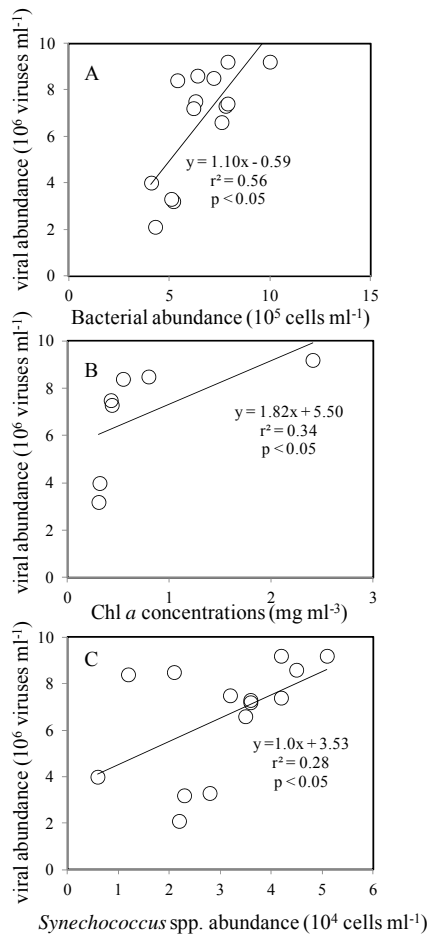 viral abundance (10⁶ viruses ml⁻¹)
10
8
6
4
2
0
A
y = 1.10x - 0.59
r² = 0.56
p < 0.05
0 5 10 15
Bacterial abundance (10⁵ cells ml⁻¹)
viral abundance (10⁶ viruses ml⁻¹)
10
8
6
4
2
0
B
y = 1.82x + 5.50
r² = 0.34
p < 0.05
0 1 2 3
Chl a concentrations (mg ml⁻³)
viral abundance (10⁶ viruses ml⁻¹)
10
8
6
4
2
0
C
y =1.0x + 3.53
r² = 0.28
p < 0.05
0 1 2 3 4 5 6
Synechococcus spp. abundance (10⁴ cells ml⁻¹)